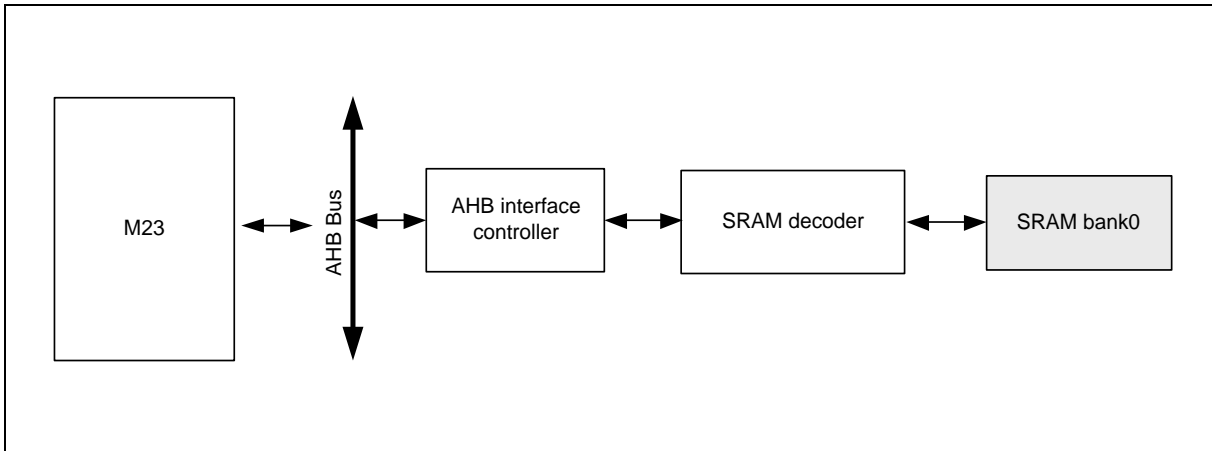 M23
AHB Bus
AHB interface
controller
SRAM decoder
SRAM bank0